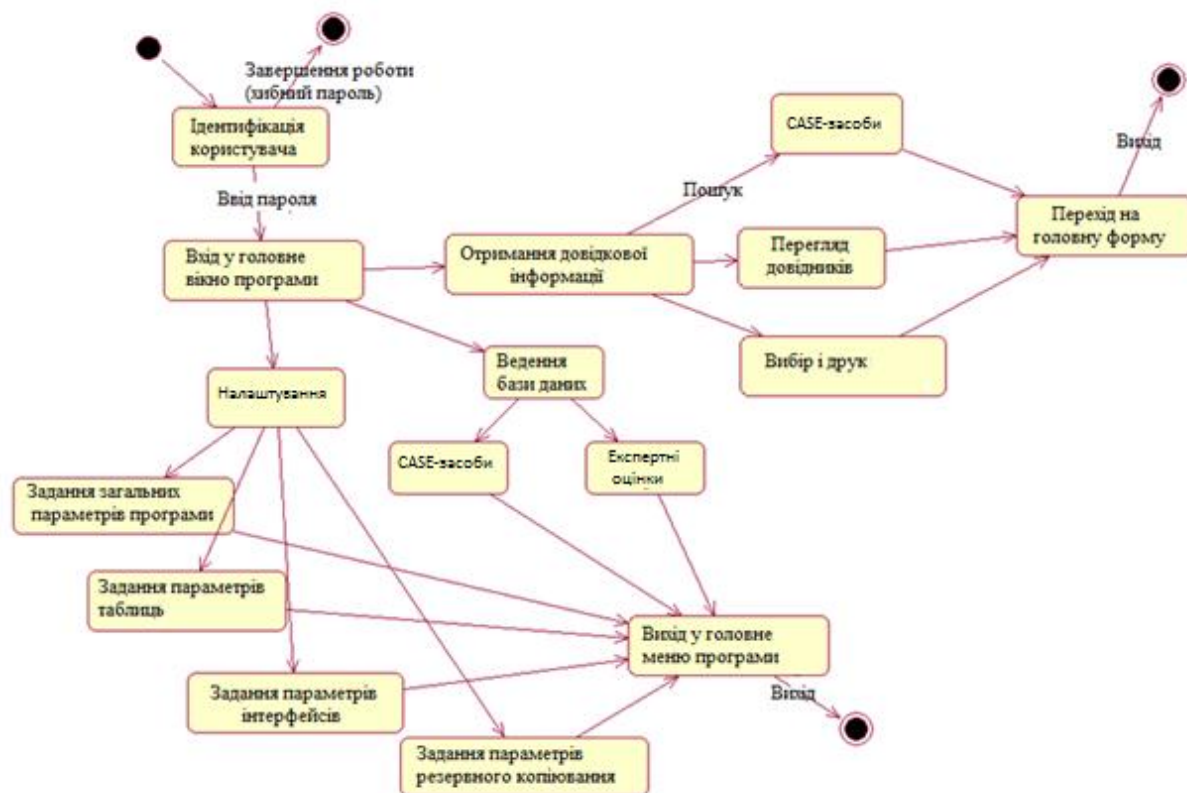 Завершення роботи
(хибний пароль)
Ідентифікація
користувача
Ввід пароля
Вхід у головне
вікно програми
Отримання довідкової
інформації
Пошук
CASE-засоби
Перегляд
довідників
Вибір і друк
Перехід на
головну форму
Вихід
Налаштування
Ведення
бази даних
CASE-засоби
Експертні
оцінки
Задання загальних
параметрів програми
Задання параметрів
таблиць
Задання параметрів
інтерфейсів
Задання параметрів
резервного копіювання
Вихід у головне
меню програми
Вихід